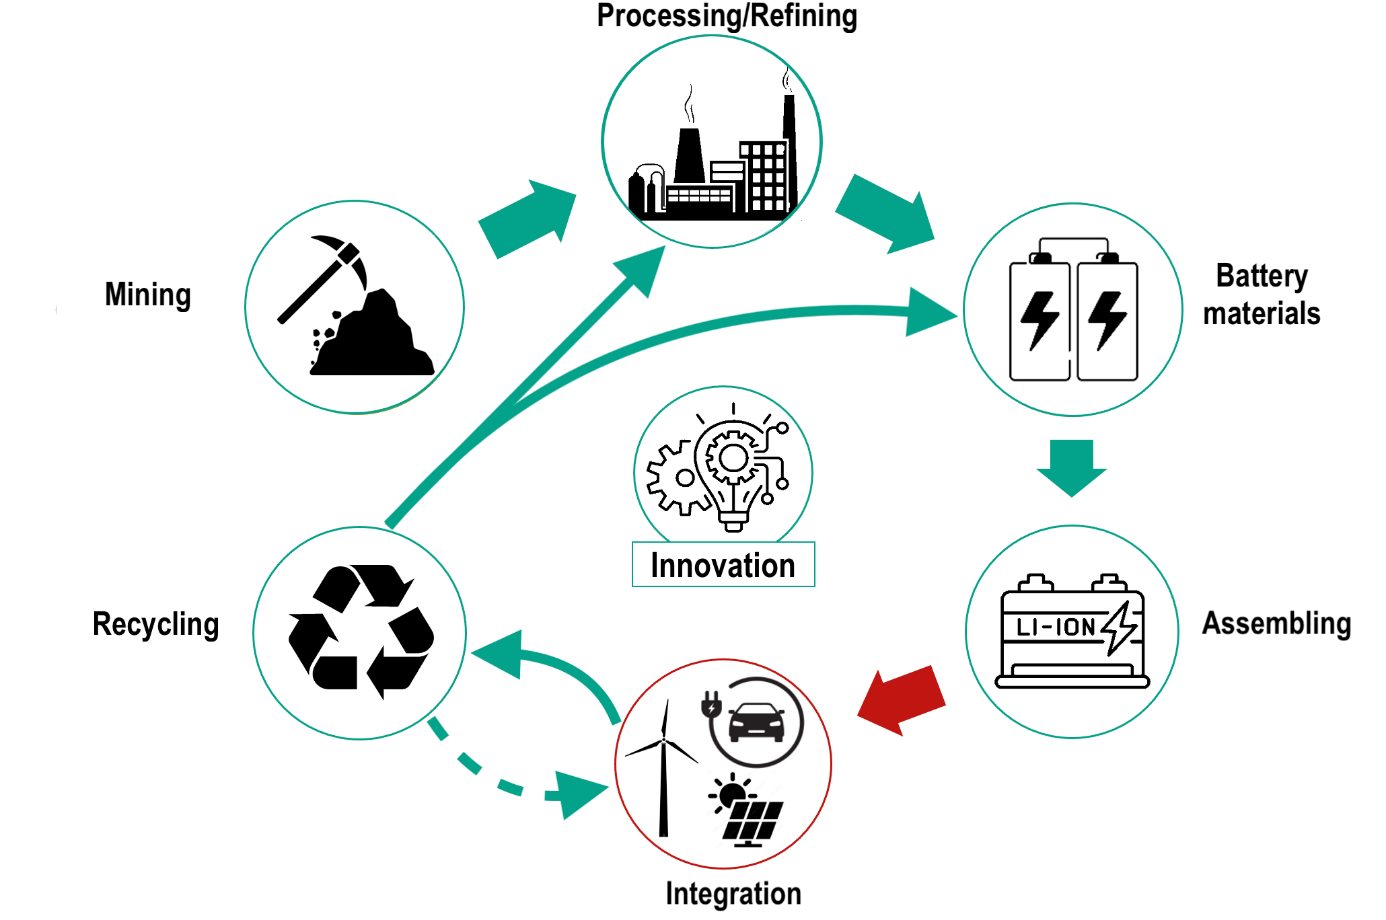 Processing/Refining
Mining
Battery
materials
Innovation
Recycling
LI-ION
Assembling
Integration